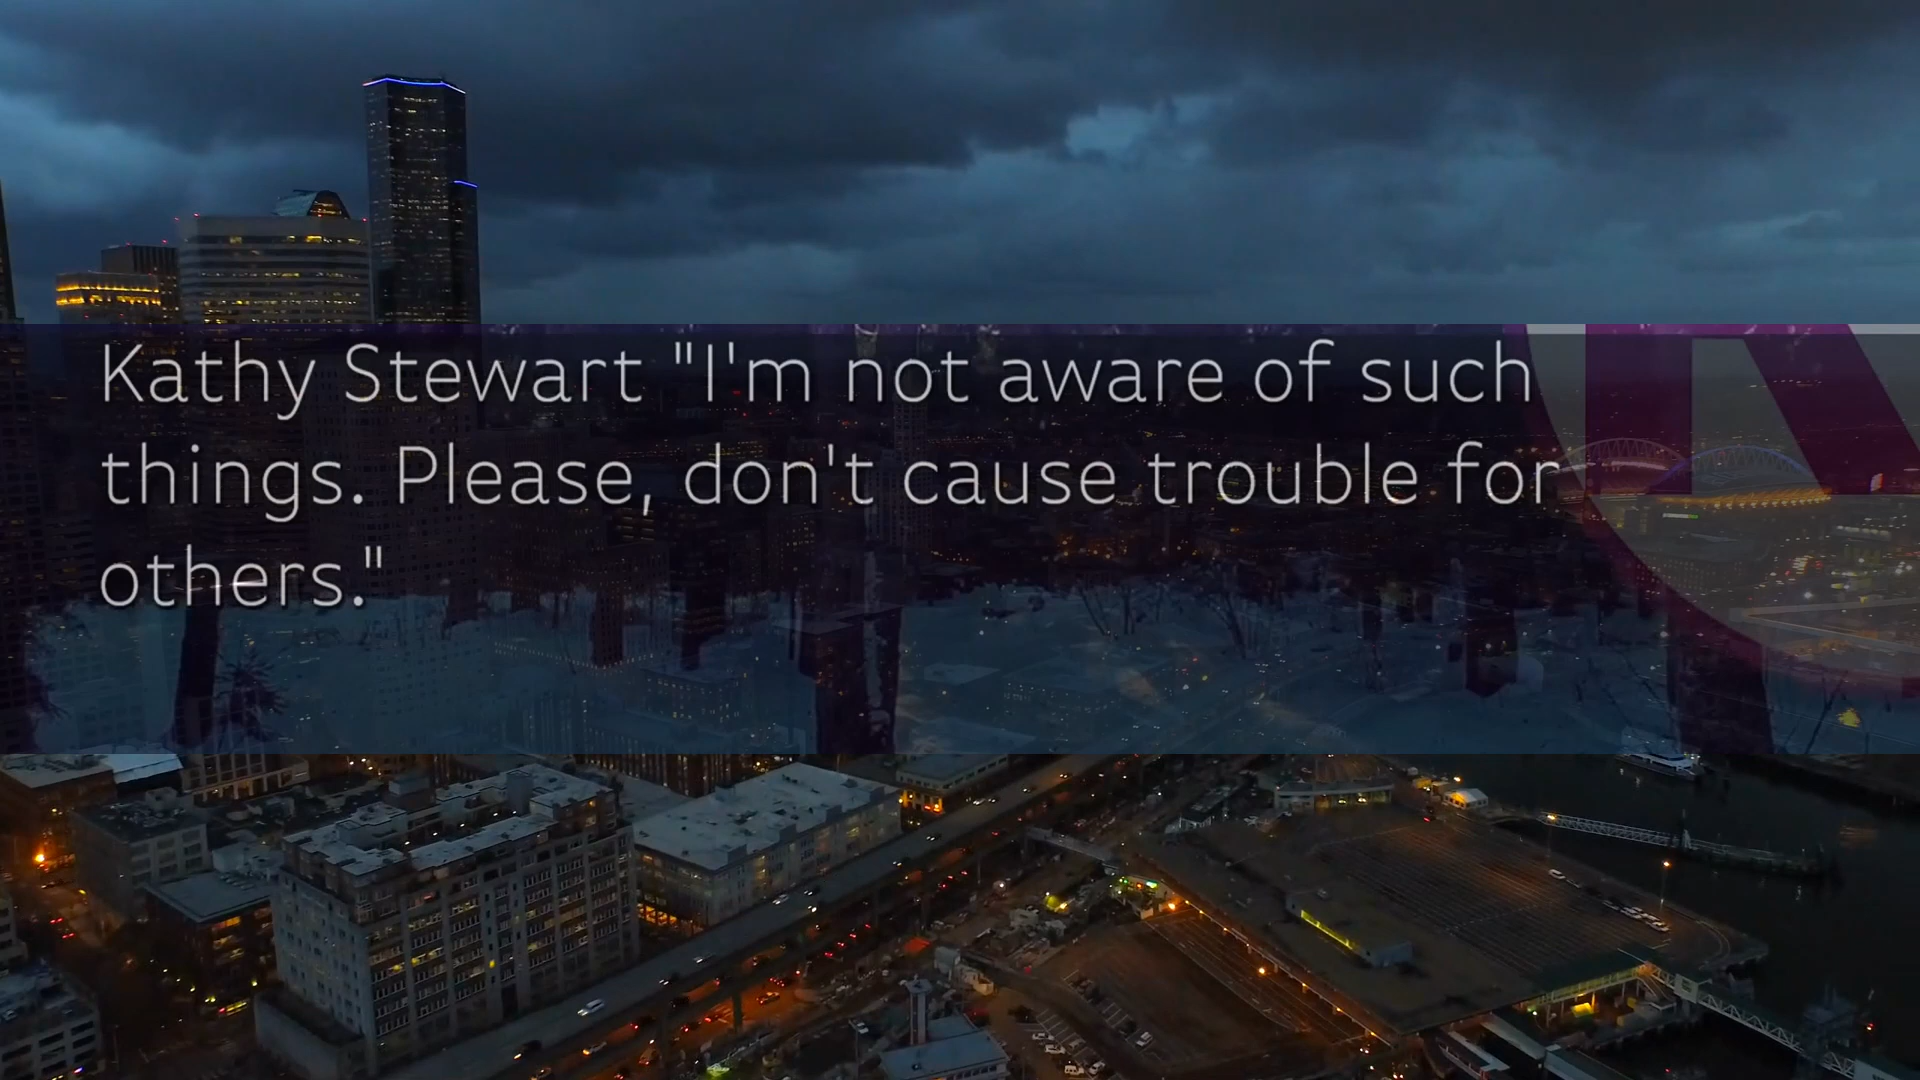 Kathy Stewart "I'm not aware of such
things. Please, don't cause trouble for
others."